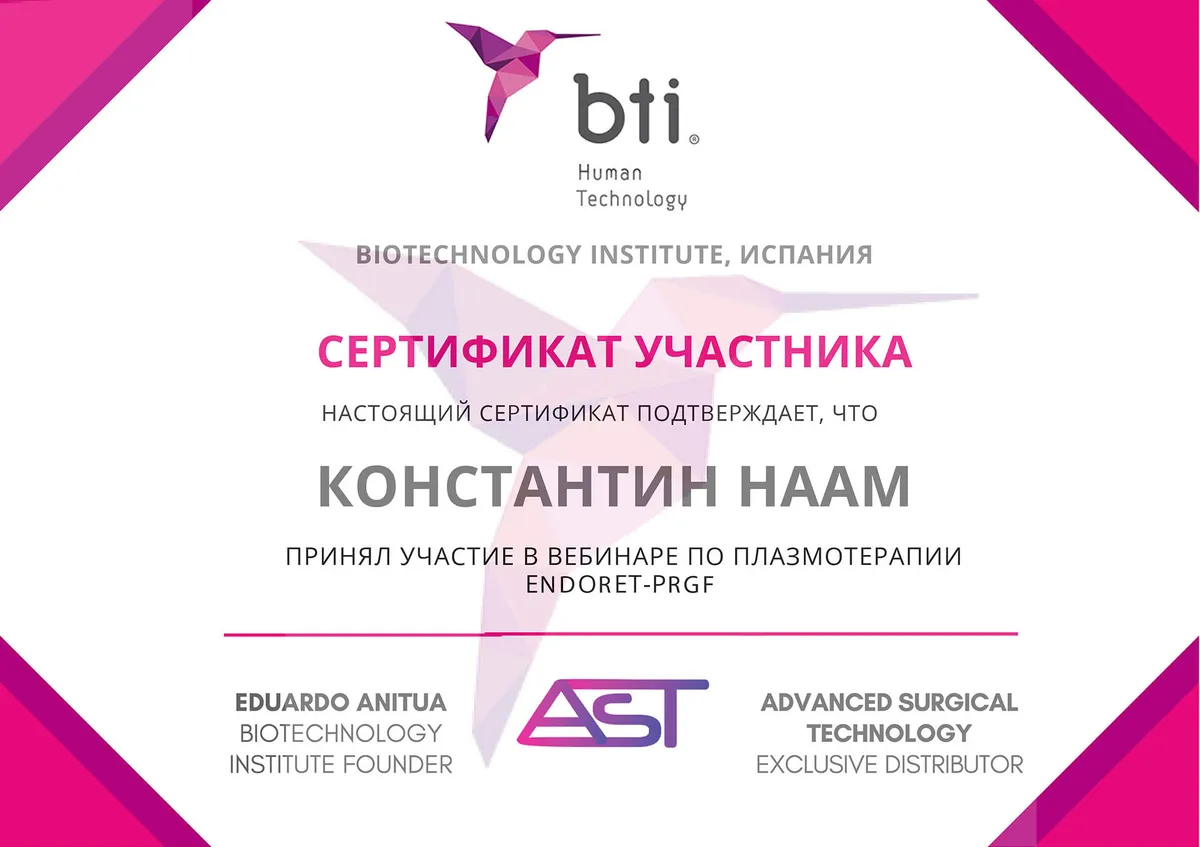 bti®
Human
Technology
BIOTECHNOLOGY INSTITUTE, ИСПАНИЯ
СЕРТИФИКАТ УЧАСТНИКА
НАСТОЯЩИЙ СЕРТИФИКАТ ПОДТВЕРЖДАЕТ, ЧТО
КОНСТАНТИН НААМ
ПРИНЯЛ УЧАСТИЕ В ВЕБИНАРЕ ПО ПЛАЗМОТЕРАПИИ
ENDORET-PRGF
EDUARDO ANITUA
BIOTECHNOLOGY
INSTITUTE FOUNDER
AST
ADVANCED SURGICAL
TECHNOLOGY
EXCLUSIVE DISTRIBUTOR